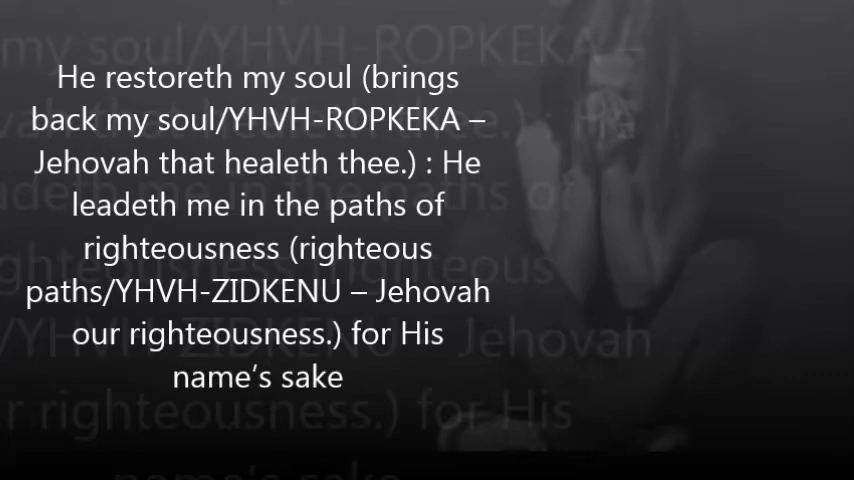 He restoreth my soul (brings
back my soul/YHVH-ROPKEKA –
Jehovah that healeth thee.) : He
leadeth me in the paths of
righteousness (righteous
paths/YHVH-ZIDKENU – Jehovah
our righteousness.) for His
name's sake